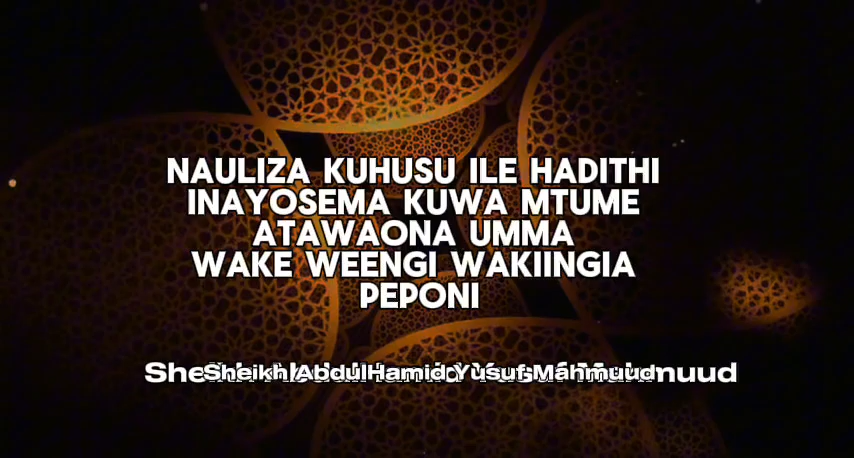 NAULIZA KUHUSU ILE HADITHI
INAYOSEMA KUWA MTUME
ATAWAONA UMMA
WAKE WEENGI WAKIINGIA
PEPONI
Sheikh AbdulHamid Yusuf Mahmuud